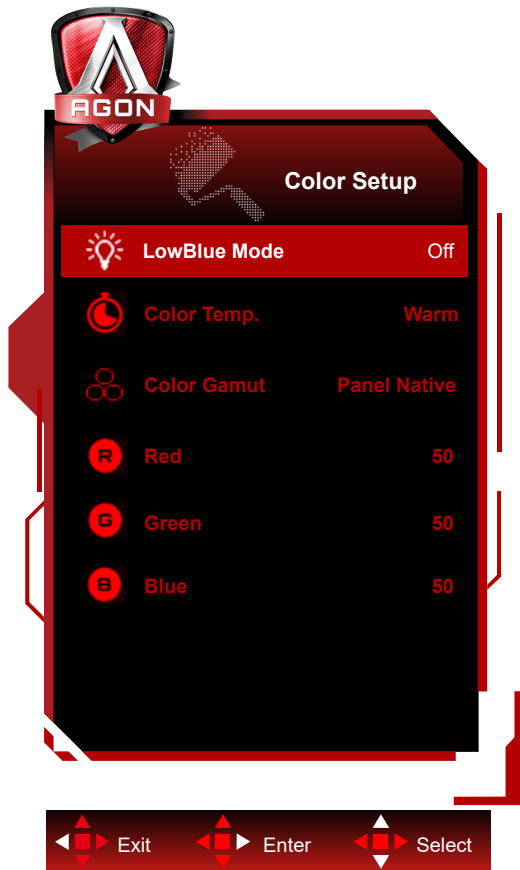 AGON
Color Setup
LowBlue Mode Off
Color Temp. Warm
Color Gamut Panel Native
R Red 50
G Green 50
B Blue 50
Exit Enter Select